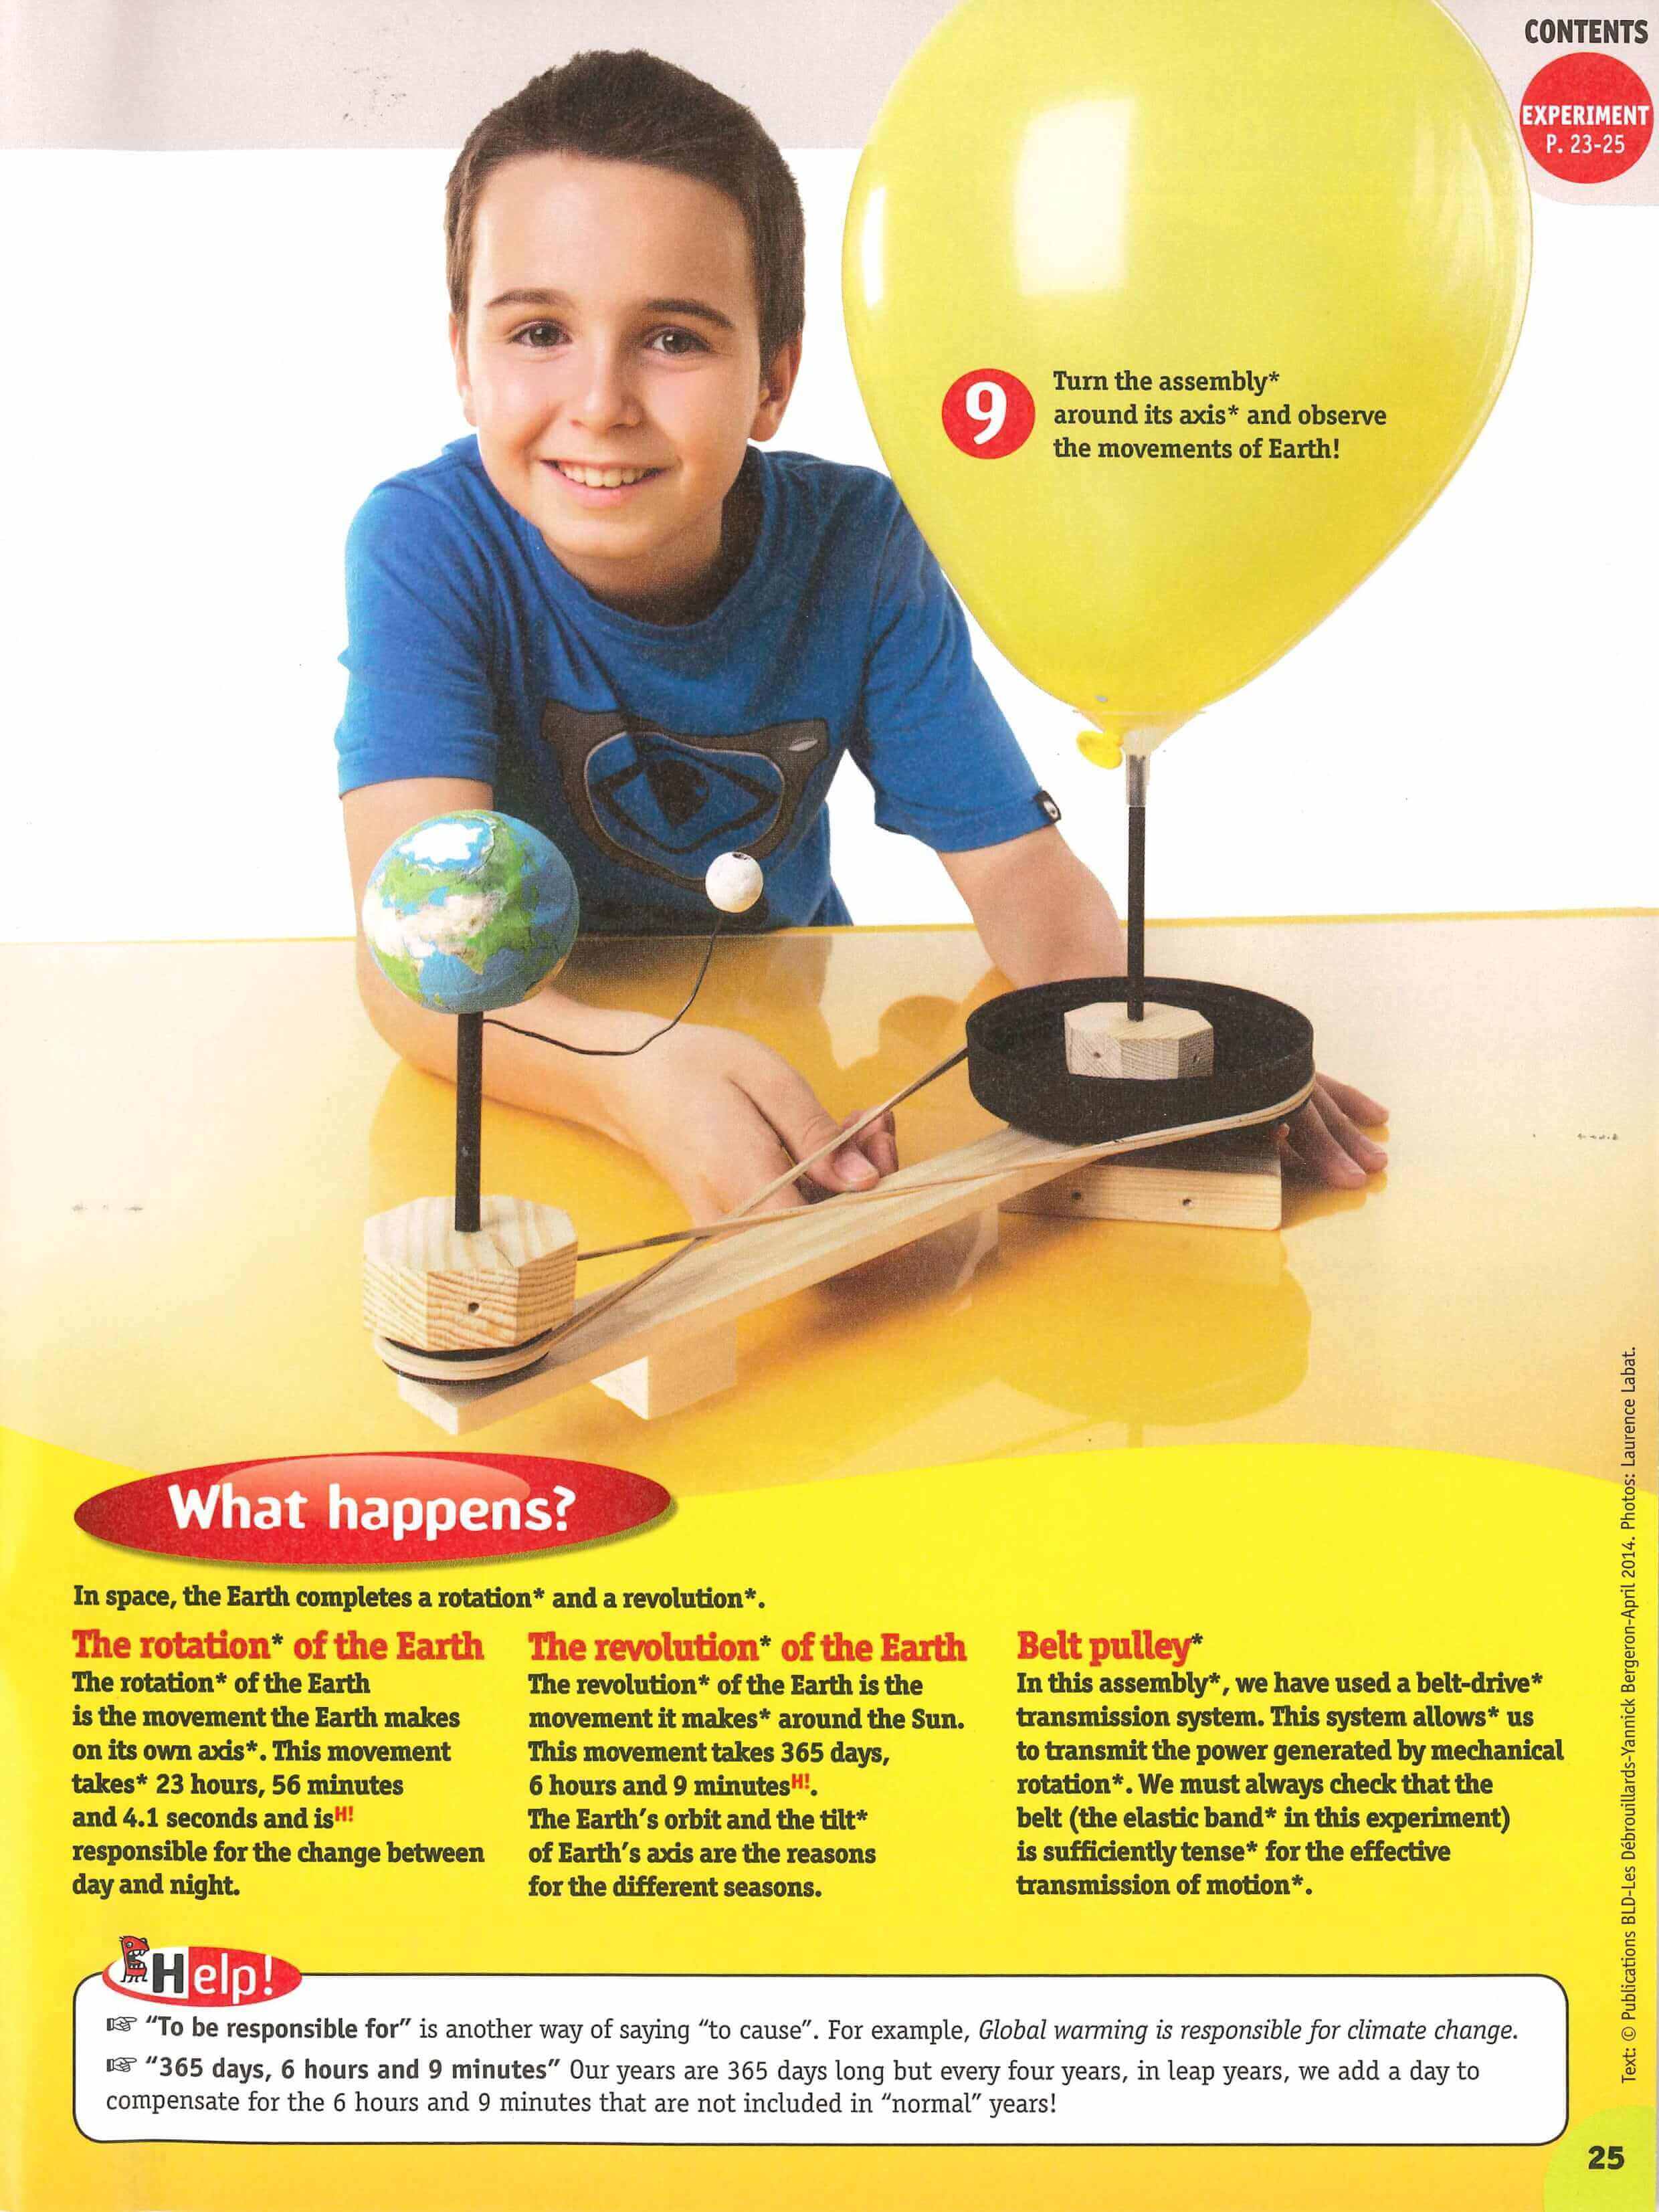 CONTENTS
EXPERIMENT
P. 23-25
9
Turn the assembly*
around its axis* and observe
the movements of Earth!
What happens?
In space, the Earth completes a rotation* and a revolution*.
The rotation* of the Earth
The rotation* of the Earth
is the movement the Earth makes
on its own axis*. This movement
takes* 23 hours, 56 minutes
and 4.1 seconds and isH!
responsible for the change between
day and night.
The revolution* of the Earth
The revolution* of the Earth is the
movement it makes* around the Sun.
This movement takes 365 days,
6 hours and 9 minutesH!.
The Earth's orbit and the tilt*
of Earth's axis are the reasons
for the different seasons.
Belt pulley*
In this assembly*, we have used a belt-drive*
transmission system. This system allows* us
to transmit the power generated by mechanical
rotation*. We must always check that the
belt (the elastic band* in this experiment)
is sufficiently tense* for the effective
transmission of motion*.
Help!
☞ "To be responsible for" is another way of saying "to cause". For example, Global warming is responsible for climate change.
☞ "365 days, 6 hours and 9 minutes" Our years are 365 days long but every four years, in leap years, we add a day to
compensate for the 6 hours and 9 minutes that are not included in "normal" years!
Text: © Publications BLD-Les Débrouillards-Yannick Bergeron-April 2014. Photos: Laurence Labat.
25